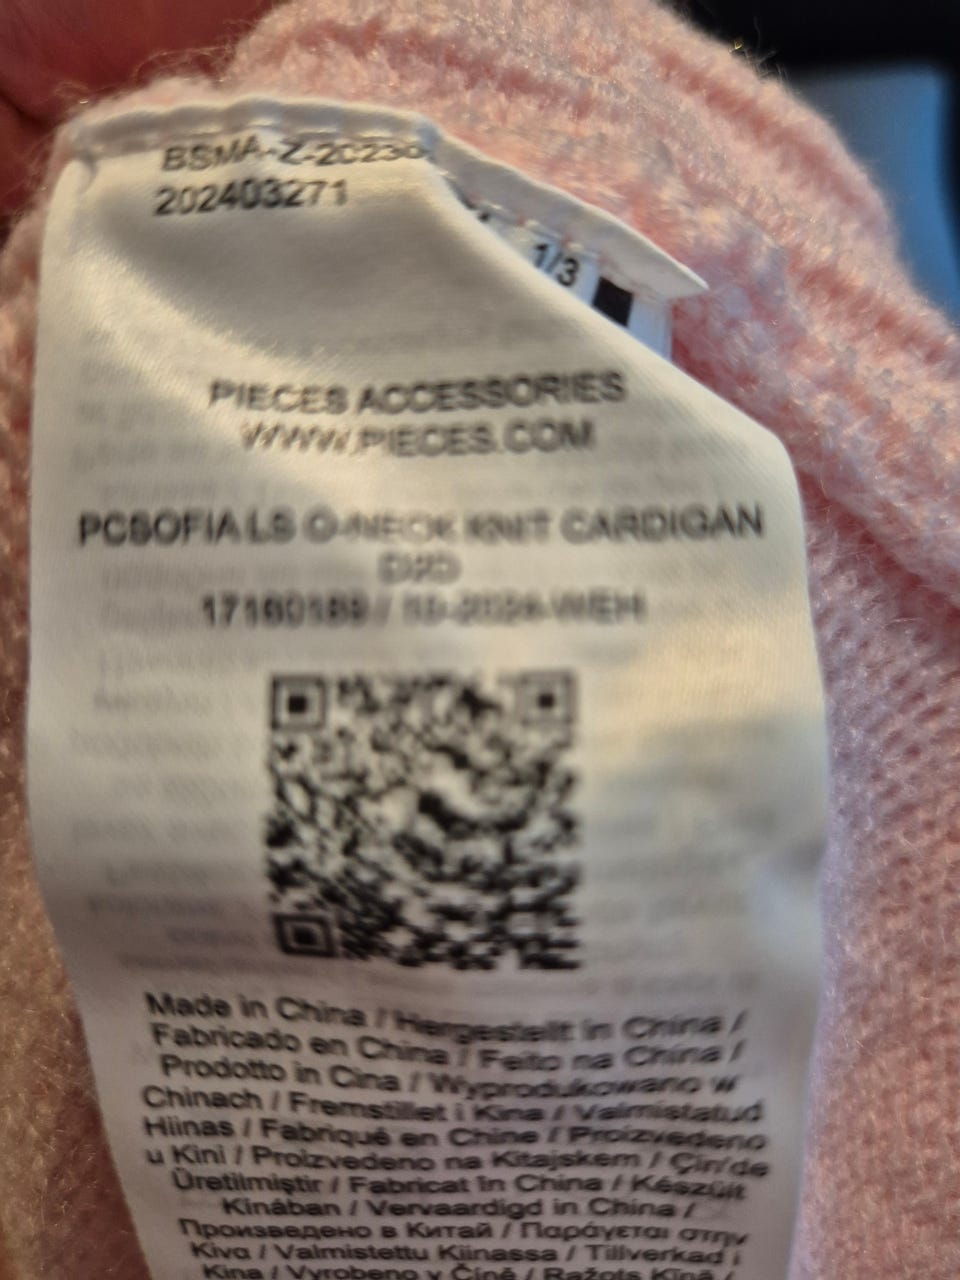 BSMA-Z-20230
202403271
1/3
PIECES ACCESSORIES
WWW.PIECES.COM
PCSOFIA LS O-NECK KNIT CARDIGAN
17160189 /
Made in China / Hergestellt in China /
Fabricado en China / Feito na China /
Prodotto in Cina / Wyprodukowano w
Chinach / Fremstillet i Kina / Valmistatud
Hiinas / Fabriqué en Chine / Proizvedeno
u Kini / Proizvedeno na Kitajskem / Çin'de
Üretilmiştir / Fabricat în China / Készült
Kínában / Vervaardigd in China /
Произведено в Китай / Παράγεται στην
Κίνα / Valmistettu Kiinassa / Tillverkad i
Kina / Vyrobeno v Číně / Ražots Ķīnā /